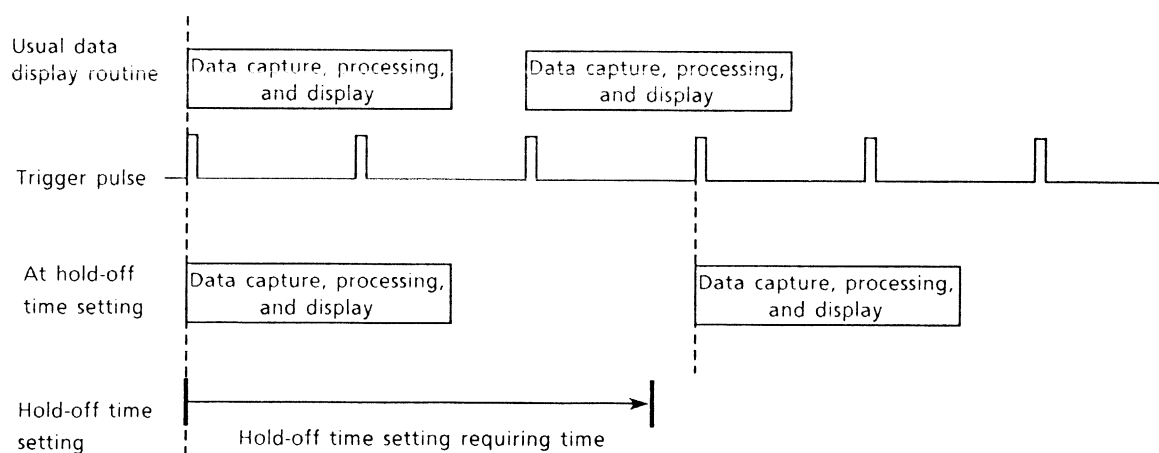 Usual data
display routine
Data capture, processing,
and display
Data capture, processing,
and display
Trigger pulse
At hold-off
time setting
Data capture, processing,
and display
Data capture, processing,
and display
Hold-off time
setting
Hold-off time setting requiring time